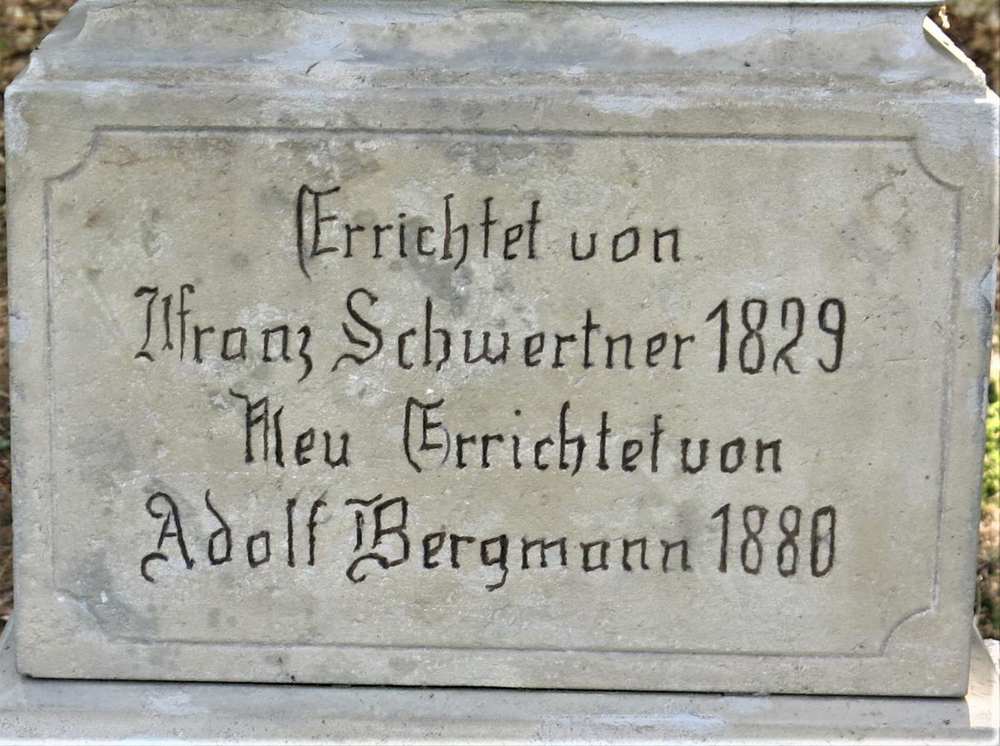 Errichtet von
Franz Schwertner 1829
Neu Errichtet von
Adolf Bergmann 1880